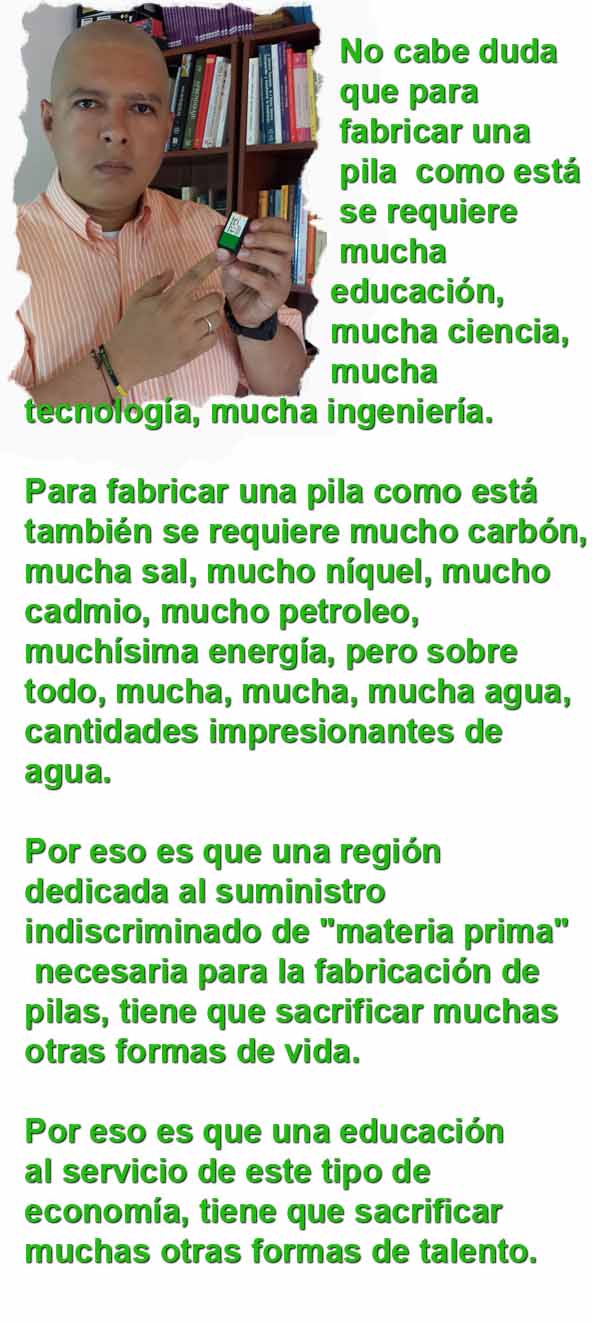 No cabe duda
que para
fabricar una
pila como está
se requiere
mucha
educación,
mucha ciencia,
mucha
tecnología, mucha ingeniería.
Para fabricar una pila como está
también se requiere mucho carbón,
mucha sal, mucho níquel, mucho
cadmio, mucho petroleo,
muchísima energía, pero sobre
todo, mucha, mucha, mucha agua,
cantidades impresionantes de
agua.
Por eso es que una región
dedicada al suministro
indiscriminado de "materia prima"
necesaria para la fabricación de
pilas, tiene que sacrificar muchas
otras formas de vida.
Por eso es que una educación
al servicio de este tipo de
economía, tiene que sacrificar
muchas otras formas de talento.